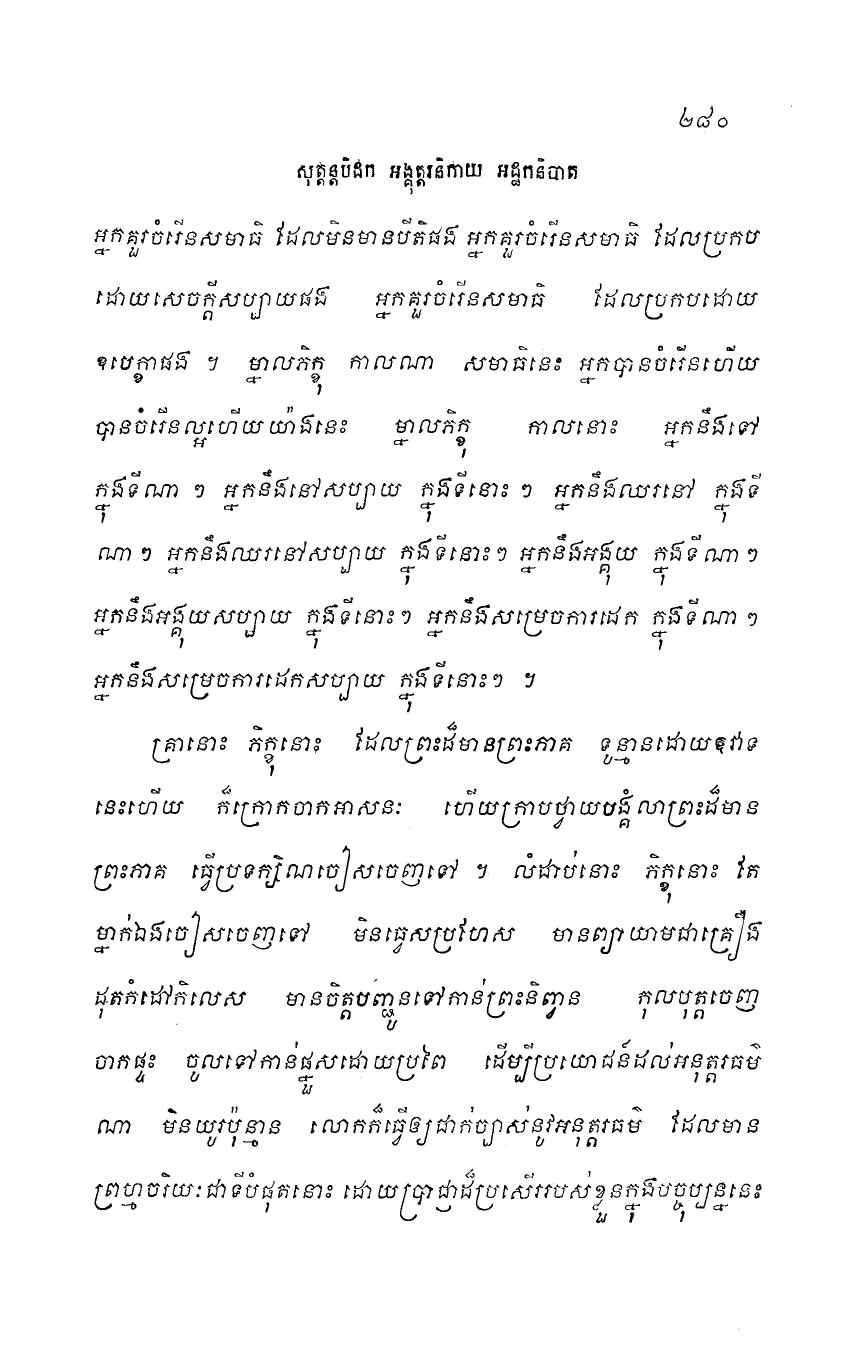 ២៨០
សុត្តន្តបិដក អង្គុត្តរនិកាយ អដ្ឋកនិបាត
អ្នកគួរចំរើនសមាធិ ដែលមិនមានបីតិផង អ្នកគួរចំរើនសមាធិ ដែលប្រកប
ដោយសេចក្តីសប្បាយផង អ្នកគួរចំរើនសមាធិ ដែលប្រកបដោយ
ឧបេក្ខាផង ។ ម្នាលភិក្ខុ កាលណា សមាធិនេះ អ្នកបានចំរើនហើយ
បានចំរើនល្អហើយយ៉ាងនេះ ម្នាលភិក្ខុ កាលនោះ អ្នកនឹងទៅ
ក្នុងទីណា ៗ អ្នកនឹងនៅសប្បាយ ក្នុងទីនោះ ៗ អ្នកនឹងឈរនៅ ក្នុងទី
ណា ៗ អ្នកនឹងឈរនៅសប្បាយ ក្នុងទីនោះ ៗ អ្នកនឹងអង្គុយ ក្នុងទីណា ៗ
អ្នកនឹងអង្គុយសប្បាយ ក្នុងទីនោះ ៗ អ្នកនឹងសម្រេចការដេក ក្នុងទីណា ៗ
អ្នកនឹងសម្រេចការដេកសប្បាយ ក្នុងទីនោះ ៗ ។
គ្រានោះ ភិក្ខុនោះ ដែលព្រះដ៏មានព្រះភាគ ទូន្មានដោយឱវាទ
នេះហើយ ក៏ក្រោកចាកអាសនៈ ហើយក្រាបថ្វាយបង្គំលាព្រះដ៏មាន
ព្រះភាគ ធ្វើប្រទក្សិណចៀសចេញទៅ ។ លំដាប់នោះ ភិក្ខុនោះ តែ
ម្នាក់ឯងចៀសចេញទៅ មិនធ្វេសប្រហែស មានព្យាយាមជាគ្រឿង
ដុតកំដៅកិលេស មានចិត្តបញ្ជូនទៅកាន់ព្រះនិព្វាន កុលបុត្តចេញ
ចាកផ្ទះ ចូលទៅកាន់ផ្នួសដោយប្រពៃ ដើម្បីប្រយោជន៍ដល់អនុត្តរធម៌
ណា មិនយូរប៉ុន្មាន លោកក៏ធ្វើឲ្យជាក់ច្បាស់នូវអនុត្តរធម៌ ដែលមាន
ព្រហ្មចរិយៈជាទីបំផុតនោះ ដោយប្រាជ្ញាដ៏ប្រសើររបស់ខ្លួនក្នុងបច្ចុប្បន្ននេះ